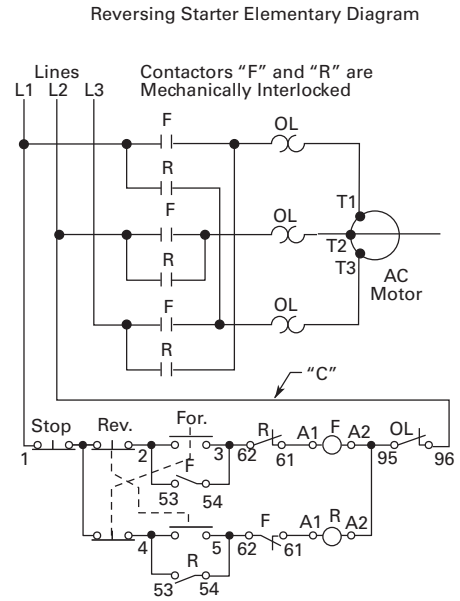 Reversing Starter Elementary Diagram
Lines
L1 L2 L3
Contactors “F” and “R” are
Mechanically Interlocked
F
OL
R
F
T1
OL
T2
R
T3
F
OL
AC
Motor
R
“C”
Stop Rev. For. R A1 F A2 OL
1 2 3 62 61 95 96
F
53 54
F A1 R A2
4 5 62 61
R
53 54